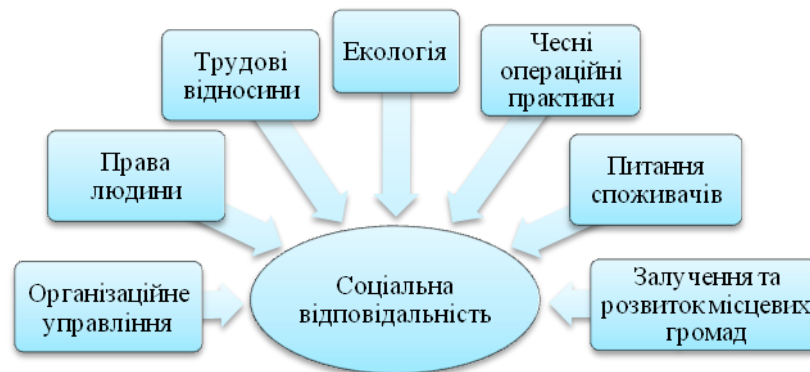 Екологія
Чесні
операційні
практики
Трудові
відносини
Права
людини
Питання
споживачів
Соціальна
відповідальність
Організаційне
управління
Залучення та
розвиток місцевих
громад